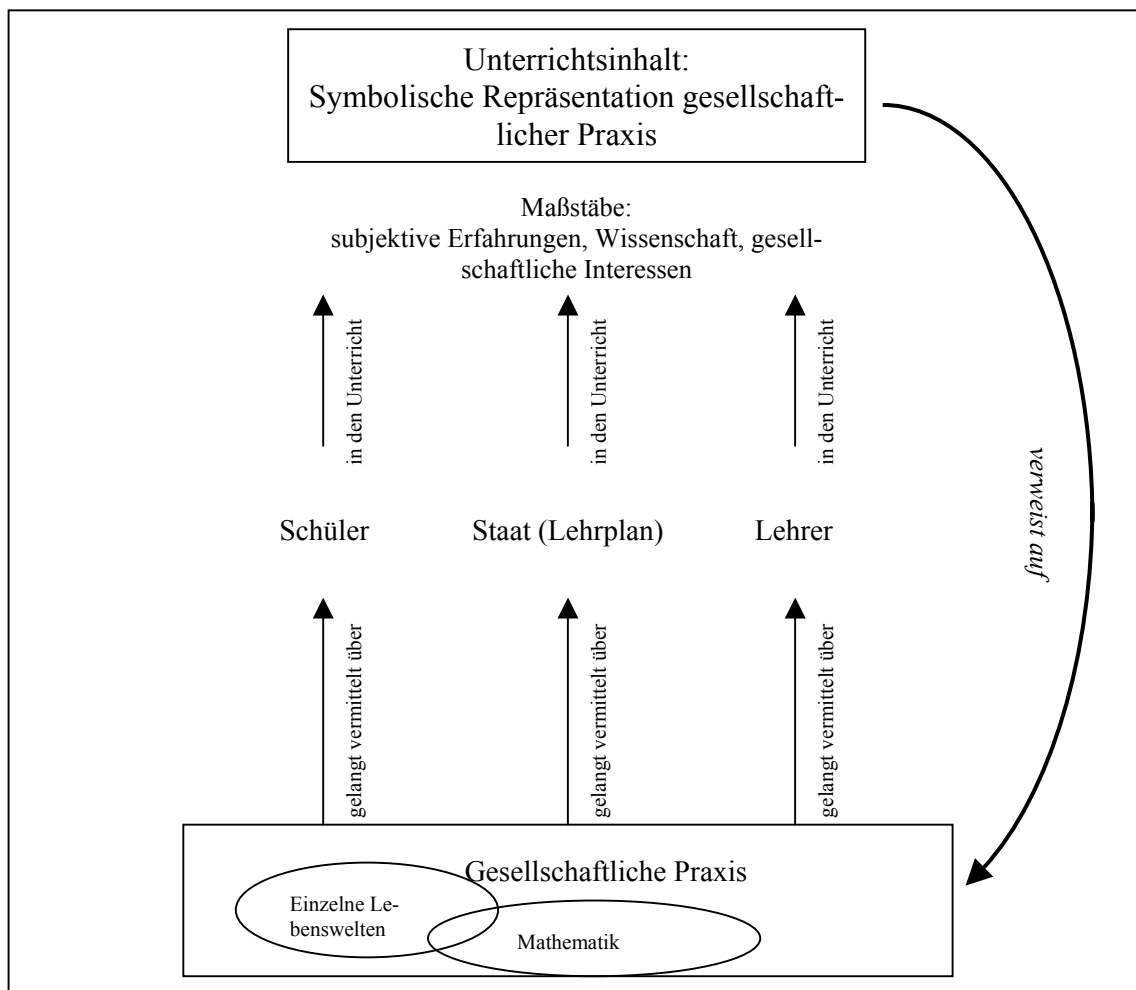 Unterrichtsinhalt:
Symbolische Repräsentation gesellschaft-
licher Praxis
Maßstäbe:
subjektive Erfahrungen, Wissenschaft, gesell-
schaftliche Interessen
in den Unterricht
in den Unterricht
in den Unterricht
verweist auf
Schüler
Staat (Lehrplan)
Lehrer
gelangt vermittelt über
gelangt vermittelt über
gelangt vermittelt über
Gesellschaftliche Praxis
Einzelne Le-
benswelten
Mathematik